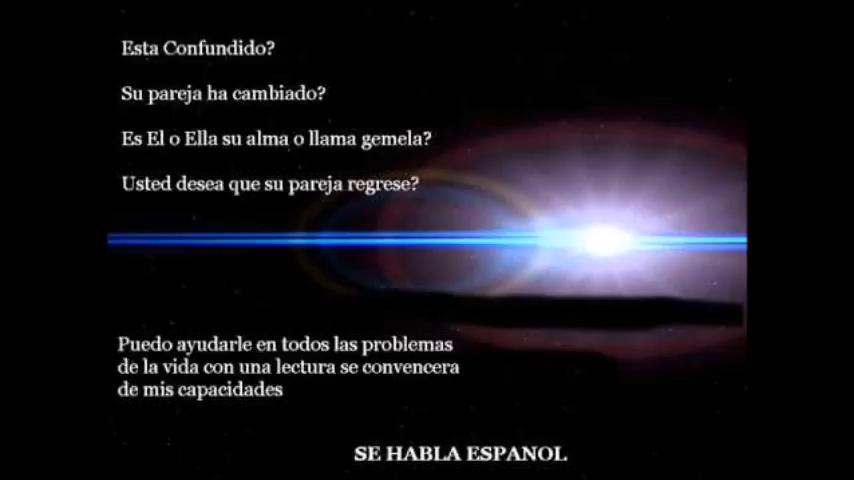 Esta Confundido?
Su pareja ha cambiado?
Es El o Ella su alma o llama gemela?
Usted desea que su pareja regrese?
Puedo ayudarle en todos las problemas
de la vida con una lectura se convencera
de mis capacidades
SE HABLA ESPANOL